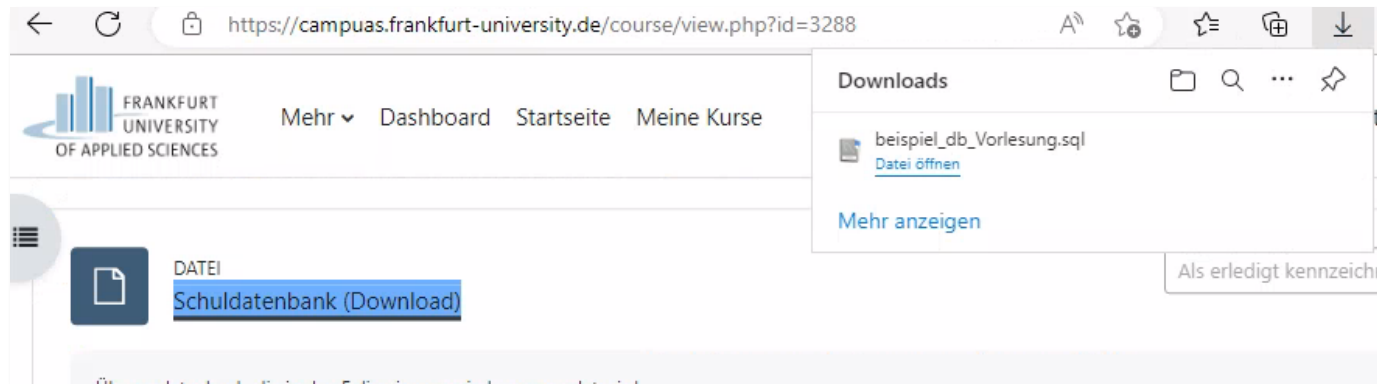 https://campuas.frankfurt-university.de/course/view.php?id=3288
Downloads
FRANKFURT
UNIVERSITY
OF APPLIED SCIENCES
Mehr Dashboard Startseite Meine Kurse
beispiel_db_Vorlesung.sql
Datei öffnen
Mehr anzeigen
DATEI
Schuldatenbank (Download)
Als erledigt